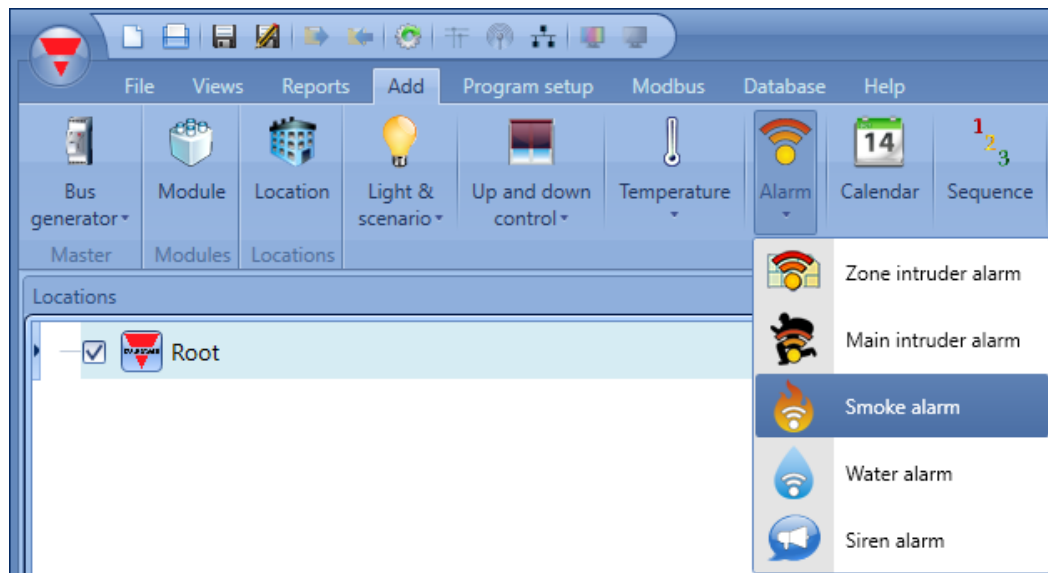 File Views Reports Add Program setup Modbus Database Help
Bus generator Module Location Light & scenario Up and down control Temperature Alarm 14 Calendar 1 2 3 Sequence
Master Modules Locations
Locations
Root
Zone intruder alarm
Main intruder alarm
Smoke alarm
Water alarm
Siren alarm